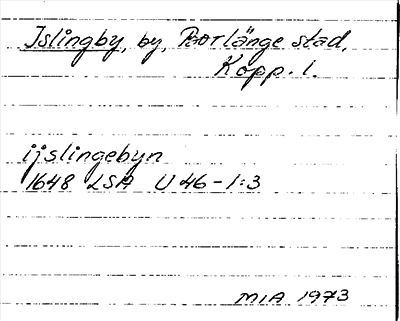 Islingby, by, Borlänge stad,
Kopp. l.
ijslingebyn
1648 LSA U 46-1:3
MIA 1973